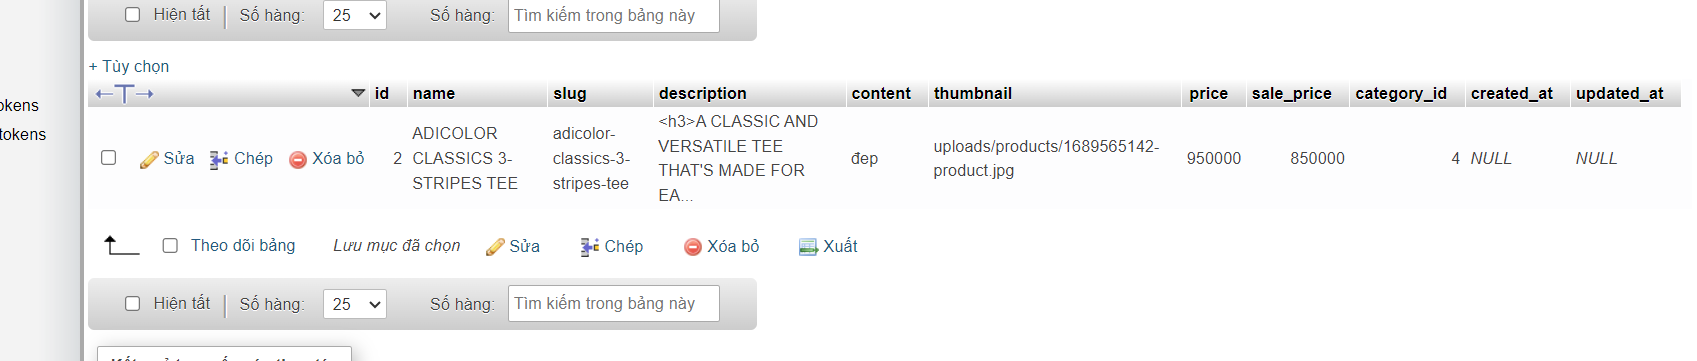 Hiện tất Số hàng: 25 Số hàng: Tìm kiếm trong bảng này
+ Tùy chọn
id name slug description content thumbnail price sale_price category_id created_at updated_at
okens
tokens
Sửa Chép Xóa bỏ 2 ADICOLOR CLASSICS 3-STRIPES TEE adicolor-classics-3-stripes-tee <h3>A CLASSIC AND VERSATILE TEE THAT'S MADE FOR EA... đep uploads/products/1689565142-product.jpg 950000 850000 4 NULL NULL
Theo dõi bảng Lưu mục đã chọn Sửa Chép Xóa bỏ Xuất
Hiện tất Số hàng: 25 Số hàng: Tìm kiếm trong bảng này